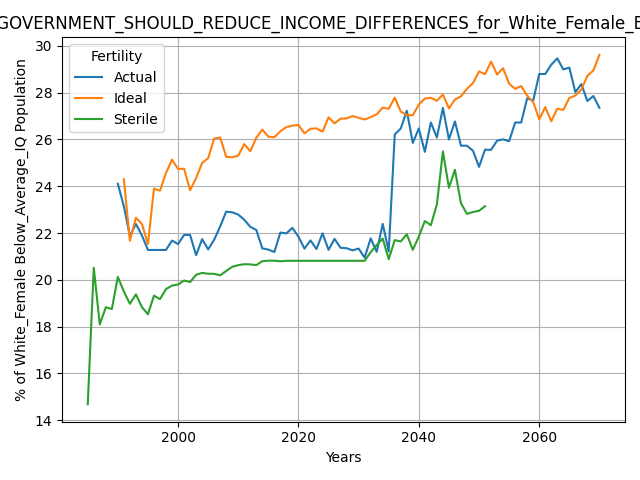 GOVERNMENT_SHOULD_REDUCE_INCOME_DIFFERENCES_for_White_Female_B
Fertility
Actual
Ideal
Sterile
% of White_Female Below_Average_IQ Population
30
28
26
24
22
20
18
16
14
2000 2020 2040 2060
Years